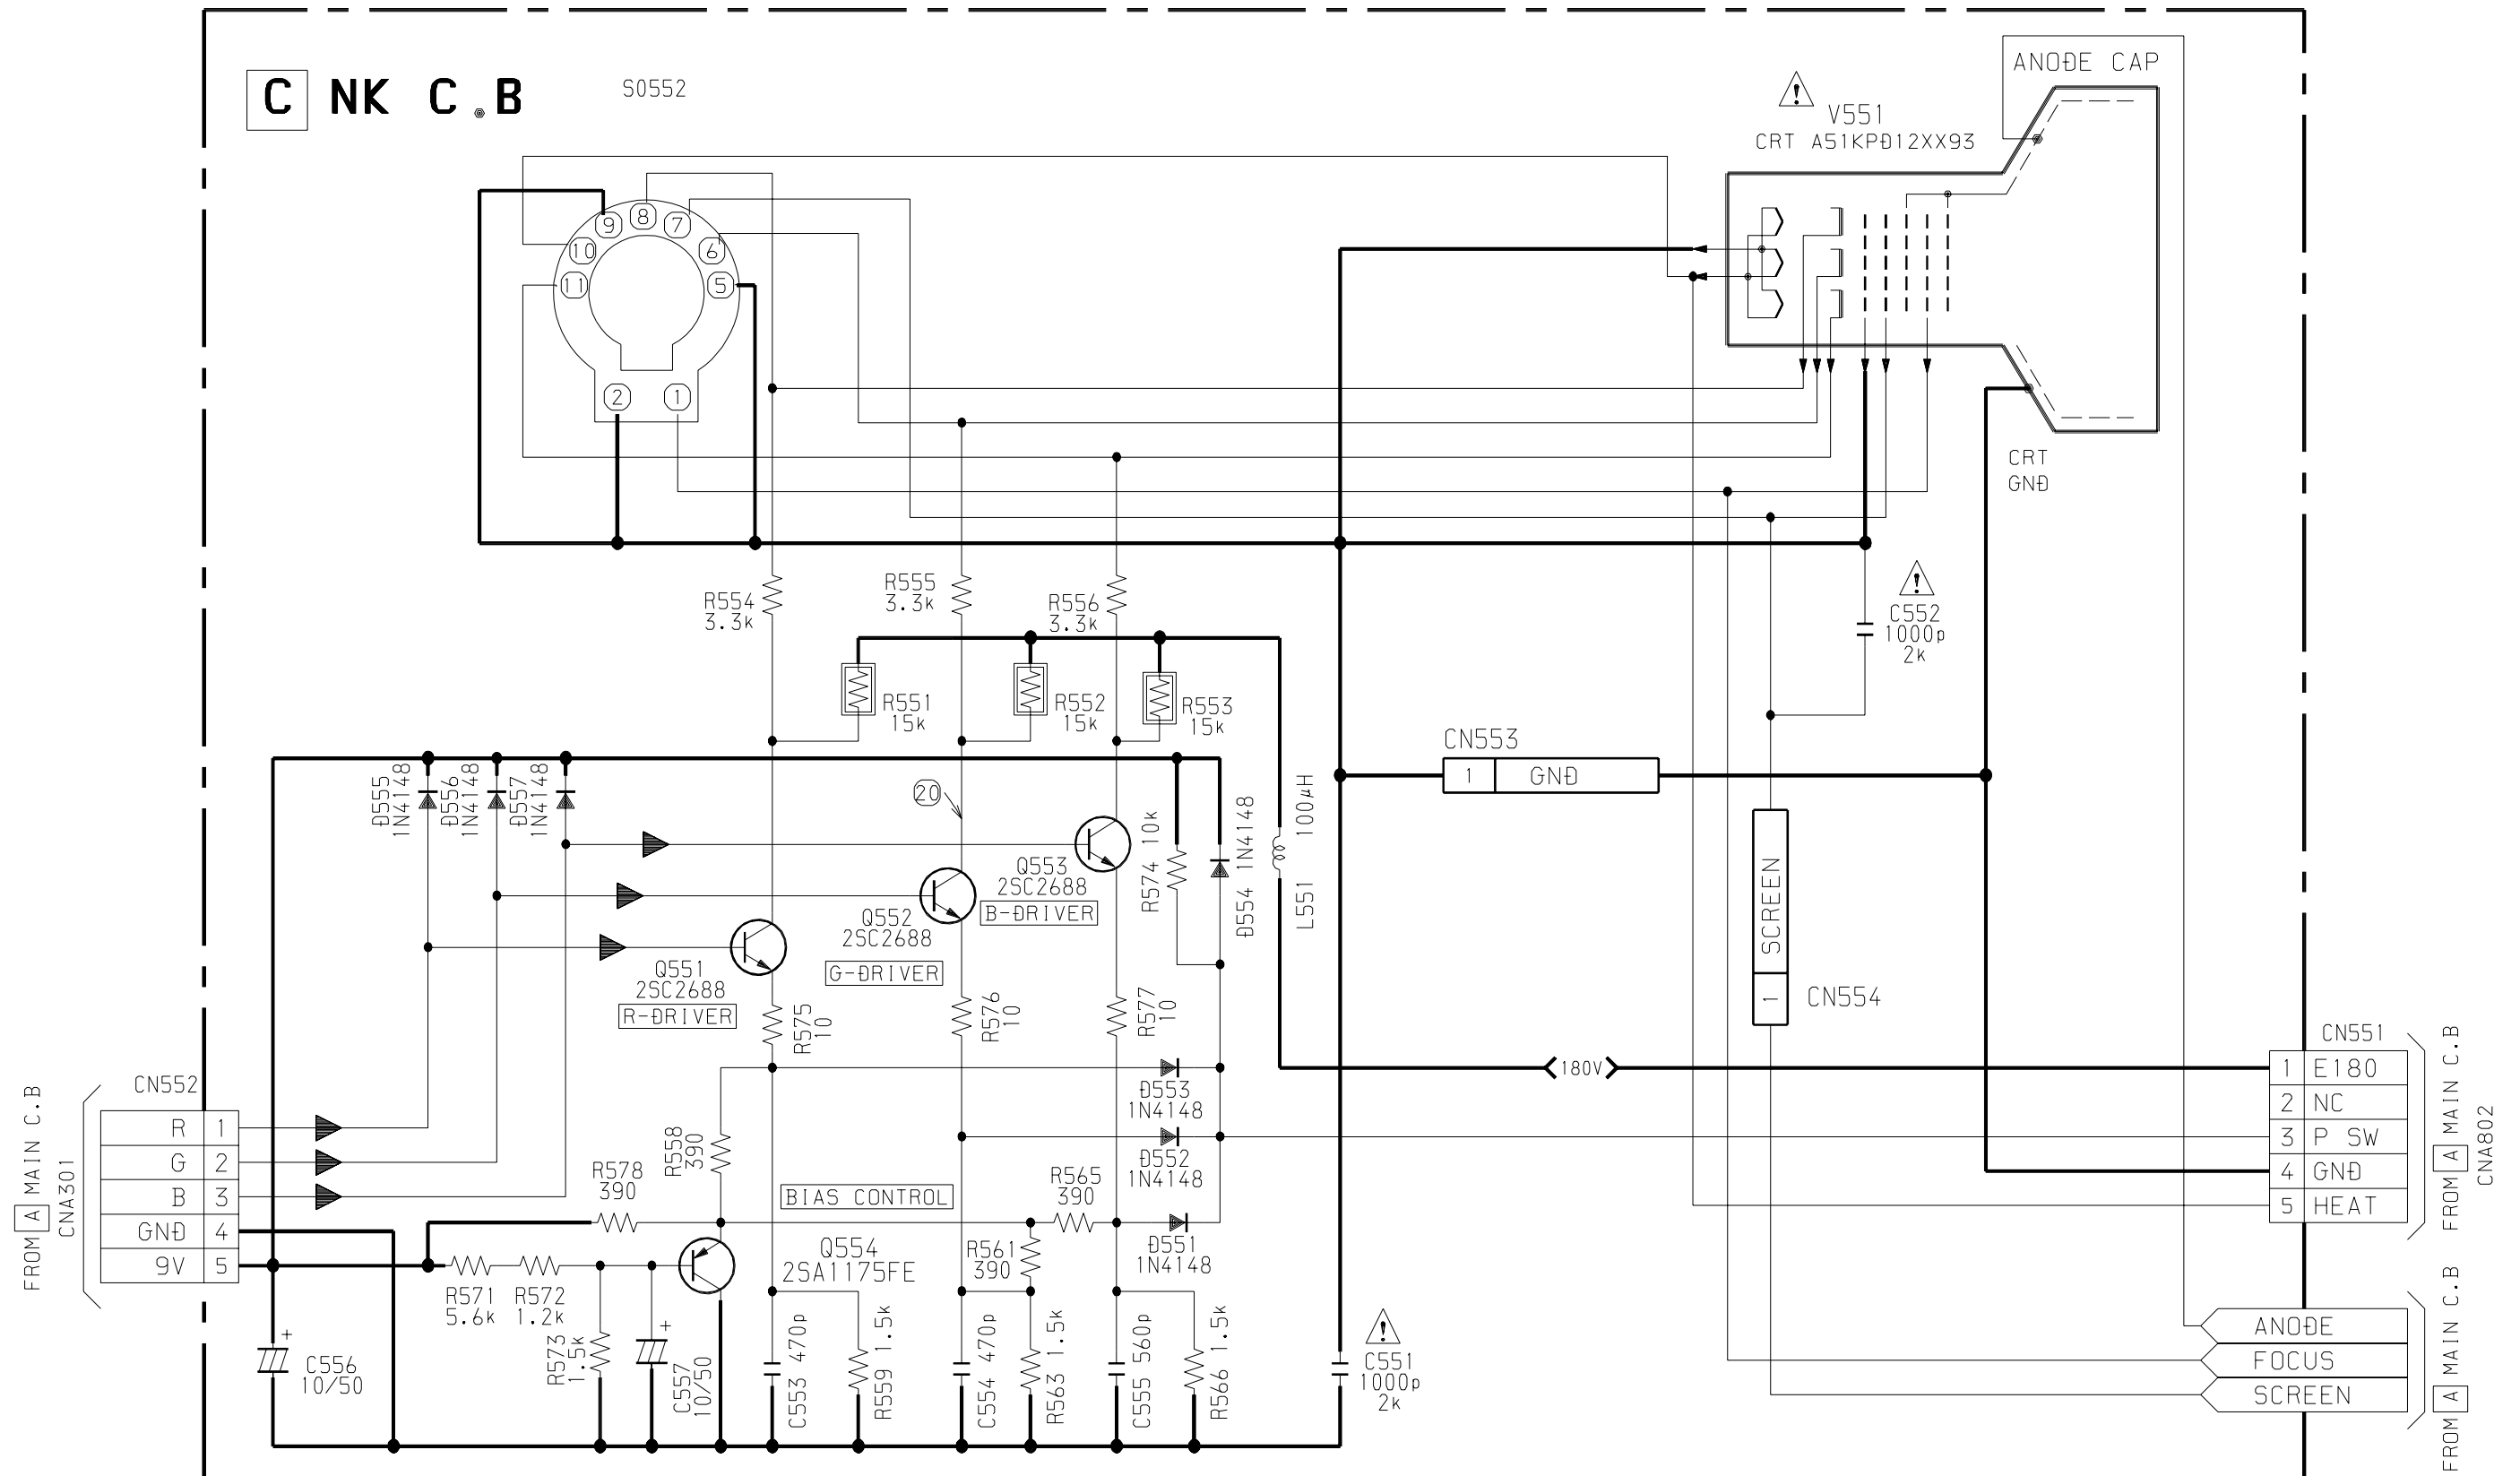 C NK C.B
S0552
ANODE CAP
V551
CRT A51KPD12XX93
9
8
7
10
6
11
5
2
1
CRT
GND
R554
3.3k
R555
3.3k
R556
3.3k
C552
1000p
2k
R551
15k
R552
15k
R553
15k
CN553
1 GND
D555
1N4148
D556
1N4148
D557
1N4148
20
R574 10k
D554 1N4148
L551 100μH
Q553
2SC2688
B-DRIVER
Q552
2SC2688
G-DRIVER
Q551
2SC2688
R-DRIVER
SCREEN
1
CN554
R575
10
R576
10
R577
10
CN551
1 E180
2 NC
3 P SW
4 GND
5 HEAT
FROM A MAIN C.B
CNA802
180V
CN552
R 1
G 2
B 3
GND 4
9V 5
FROM A MAIN C.B
CNA301
D553
1N4148
D552
1N4148
R558
390
R578
390
BIAS CONTROL
R565
390
Q554
2SA1175FE
R561
390
D551
1N4148
R571
5.6k
R572
1.2k
R573
1.5k
+
C556
10/50
+
C557
10/50
C553 470p
R559 1.5k
C554 470p
R563 1.5k
C555 560p
R566 1.5k
C551
1000p
2k
ANODE
FOCUS
SCREEN
FROM A MAIN C.B